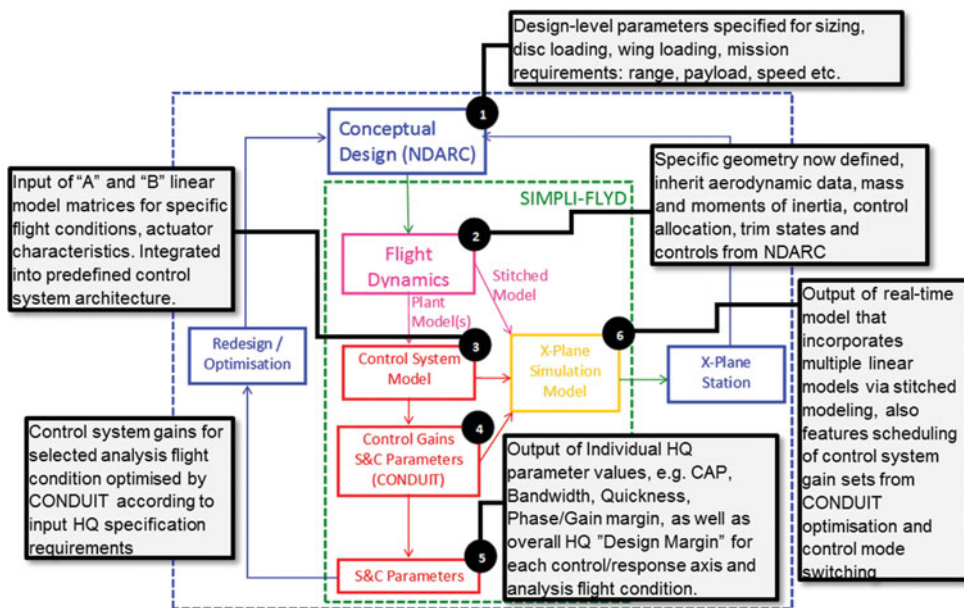 Design-level parameters specified for sizing,
disc loading, wing loading, mission
requirements: range, payload, speed etc.
1
Conceptual
Design (NDARC)
Input of “A” and “B” linear
model matrices for specific
flight conditions, actuator
characteristics. Integrated
into predefined control
system architecture.
SIMPLI-FLYD
Specific geometry now defined,
inherit aerodynamic data, mass
and moments of inertia, control
allocation, trim states and
controls from NDARC
2
Flight
Dynamics
Stitched
Model
Plant
Model(s)
3
Control System
Model
6
X-Plane
Simulation
Model
Output of real-time
model that
incorporates
multiple linear
models via stitched
modeling, also
features scheduling
of control system
gain sets from
CONDUIT
optimisation and
control mode
switching
Redesign /
Optimisation
X-Plane
Station
4
Control Gains
S&C Parameters
(CONDUIT)
Control system gains for
selected analysis flight
condition optimised by
CONDUIT according to
input HQ specification
requirements
Output of Individual HQ
parameter values, e.g. CAP,
Bandwidth, Quickness,
Phase/Gain margin, as well as
overall HQ "Design Margin" for
each control/response axis and
analysis flight condition.
5
S&C Parameters